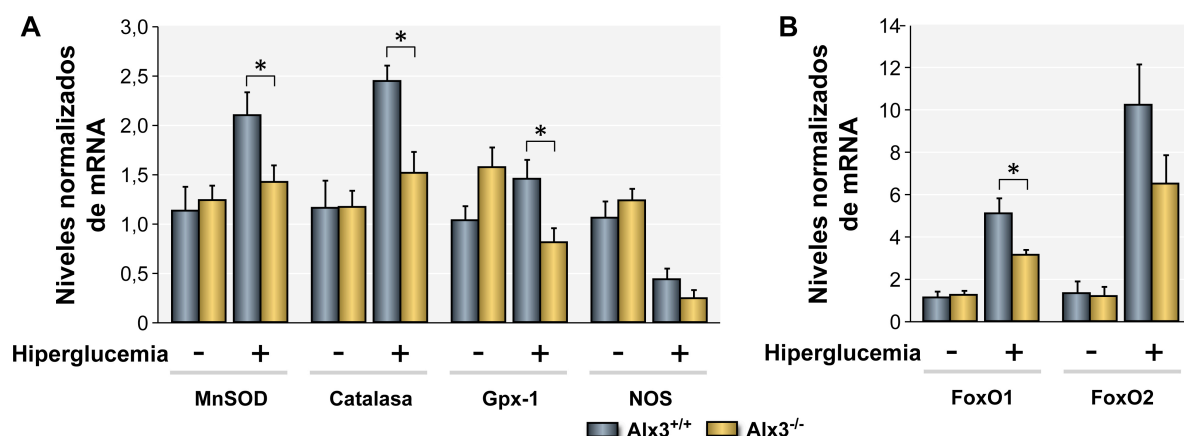 A
Niveles normalizados
de mRNA
3,0
2,5
2,0
1,5
1,0
0,5
0
*
*
*
Hiperglucemia - + - + - + - +
MnSOD Catalasa Gpx-1 NOS
B
Niveles normalizados
de mRNA
14
12
10
8
6
4
2
0
*
Hiperglucemia - + - +
FoxO1 FoxO2
Alx3+/+ Alx3-/-